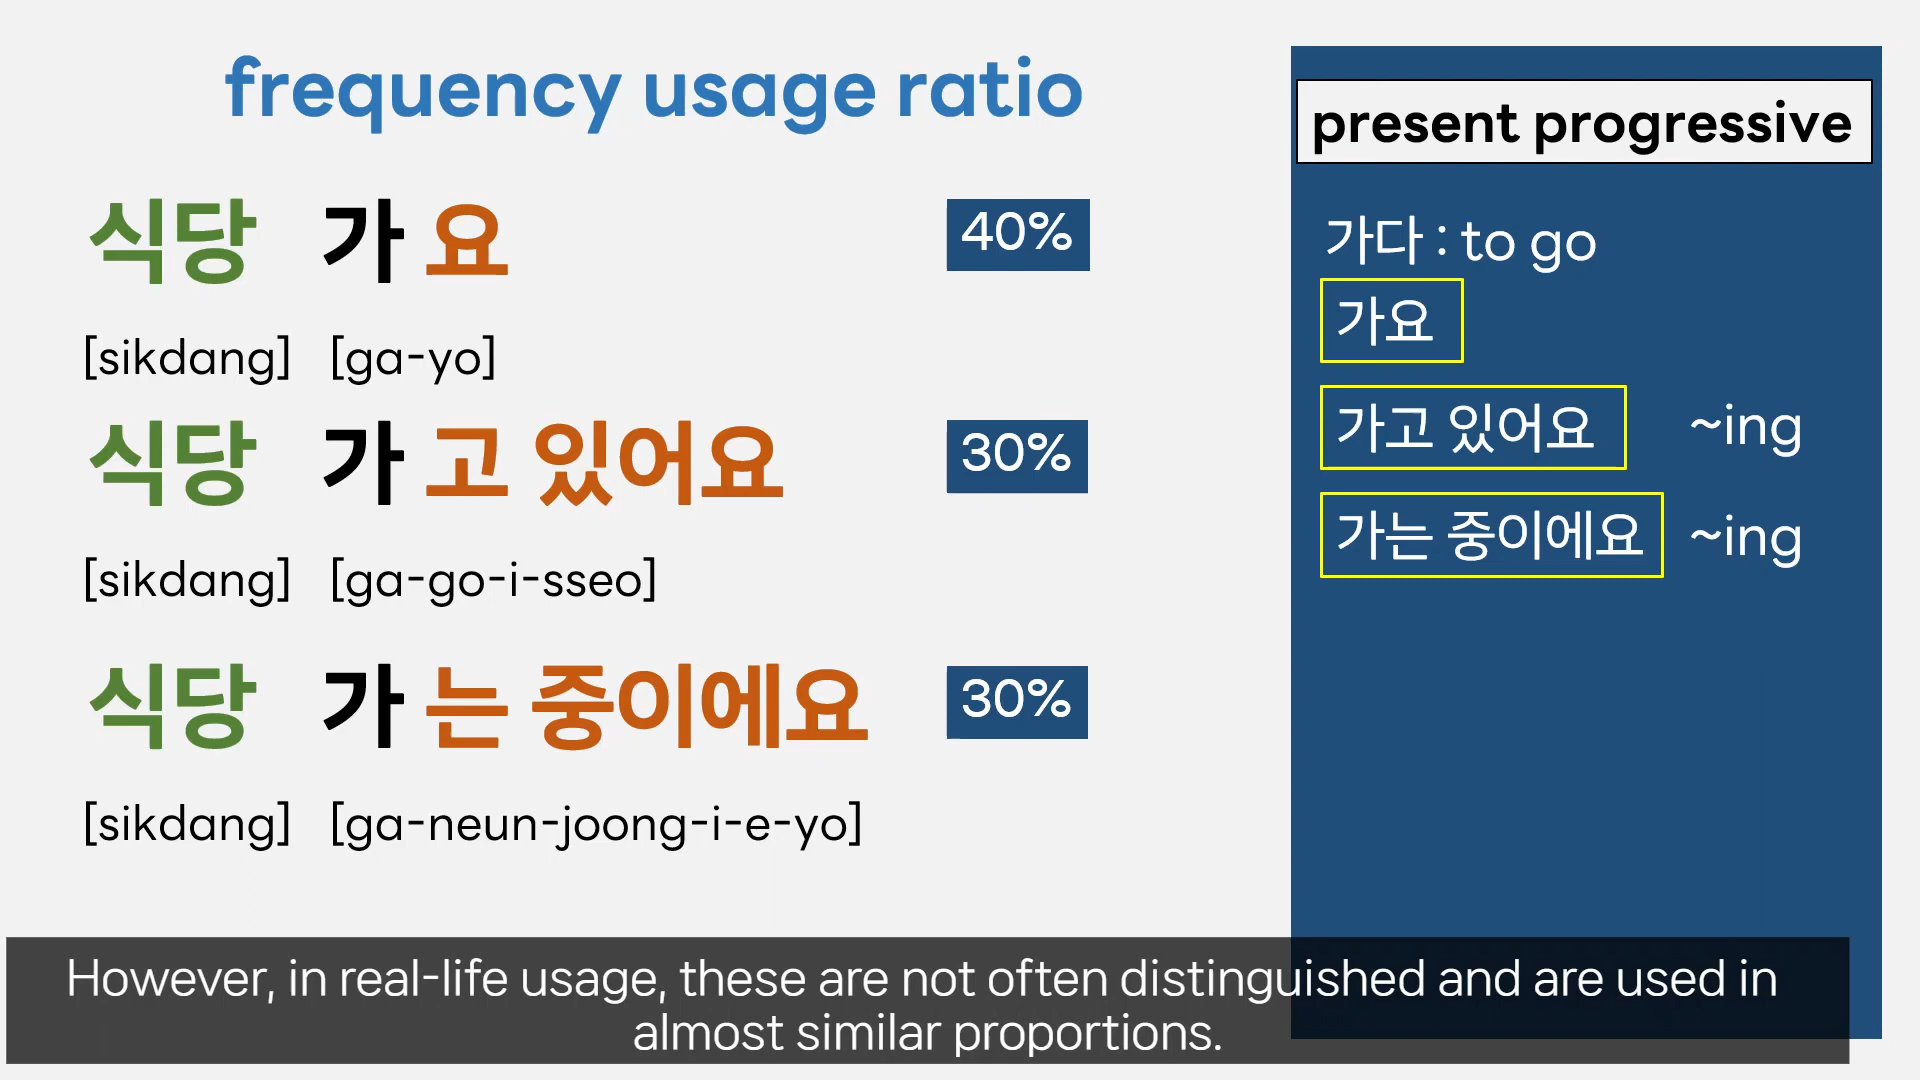 frequency usage ratio
식당 가 요 40%
[sikdang] [ga-yo]
식당 가 고 있어요 30%
[sikdang] [ga-go-i-sseo]
식당 가 는 중이에요 30%
[sikdang] [ga-neun-joong-i-e-yo]
present progressive
가다 : to go
가요
가고 있어요 ~ing
가는 중이에요 ~ing
However, in real-life usage, these are not often distinguished and are used in
almost similar proportions.